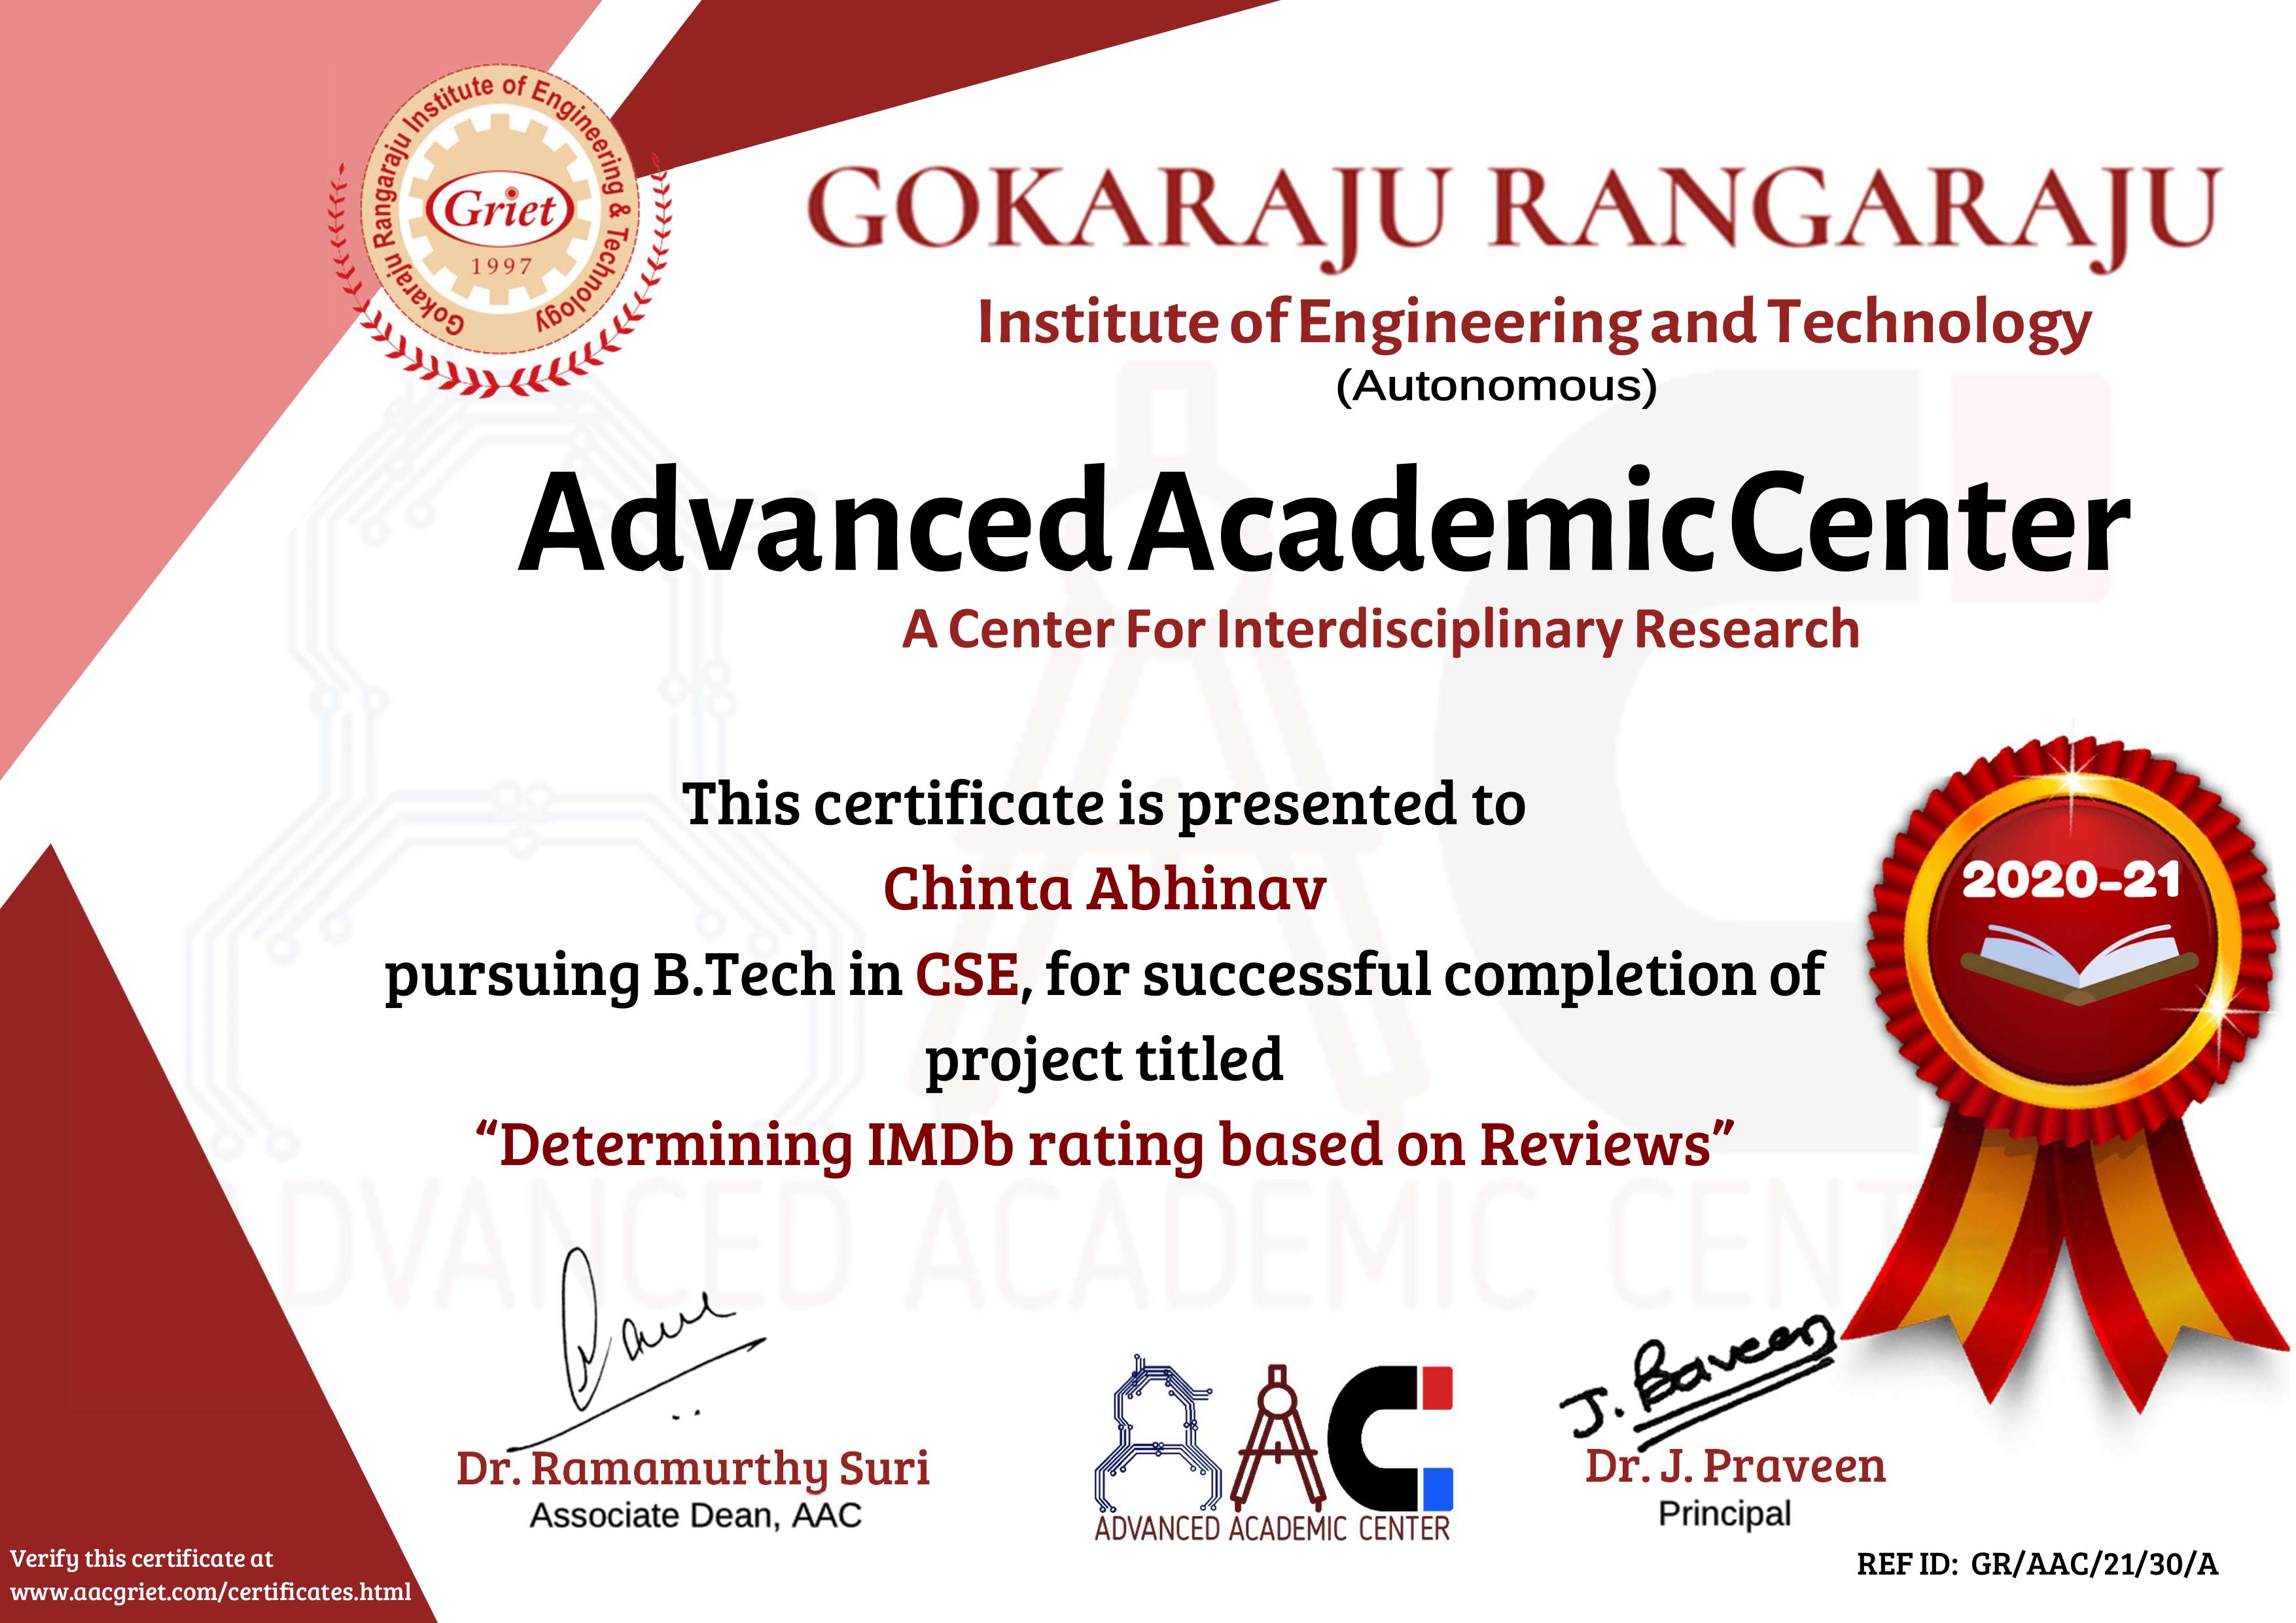 Gokaraju Rangaraju Institute of Engineering & Technology
Griet
1997
GOKARAJU RANGARAJU
Institute of Engineering and Technology
(Autonomous)
Advanced Academic Center
A Center For Interdisciplinary Research
This certificate is presented to
Chinta Abhinav
pursuing B.Tech in CSE, for successful completion of
project titled
“Determining IMDb rating based on Reviews”
2020-21
ADVANCED ACADEMIC CENT
J. Praveen
Dr. Ramamurthy Suri
Associate Dean, AAC
AAC
ADVANCED ACADEMIC CENTER
Dr. J. Praveen
Principal
Verify this certificate at
www.aacgriet.com/certificates.html
REF ID: GR/AAC/21/30/A